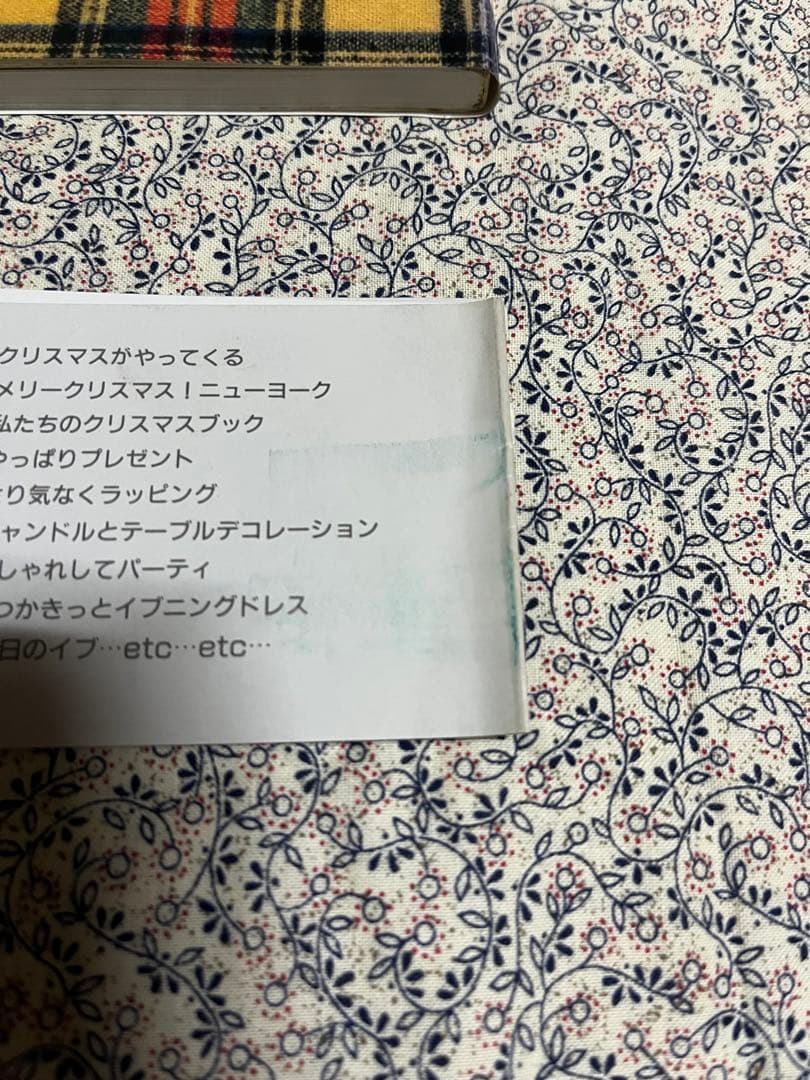 クリスマスがやってくる
メリークリスマス！ニューヨーク
私たちのクリスマスブック
やっぱりプレゼント
り気なくラッピング
ャンドルとテーブルデコレーション
しゃれしてパーティ
つかきっとイブニングドレス
日のイブ…etc…etc…